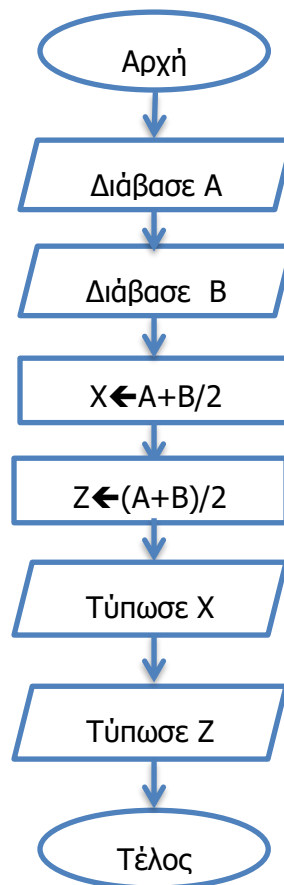 Αρχή
Διάβασε Α
Διάβασε Β
Χ🡸Α+Β/2
Ζ🡸(Α+Β)/2
Τύπωσε Χ
Τύπωσε Ζ
Τέλος